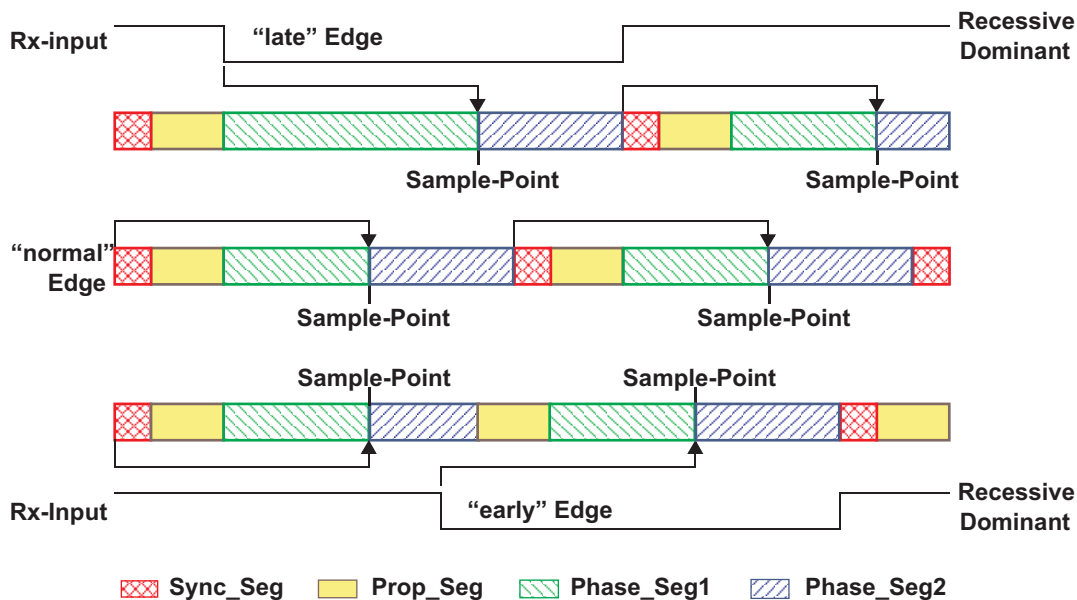 Rx-input
“late” Edge
Recessive
Dominant
Sample-Point
Sample-Point
“normal”
Edge
Sample-Point
Sample-Point
Sample-Point
Sample-Point
Rx-Input
“early” Edge
Recessive
Dominant
Sync_Seg
Prop_Seg
Phase_Seg1
Phase_Seg2